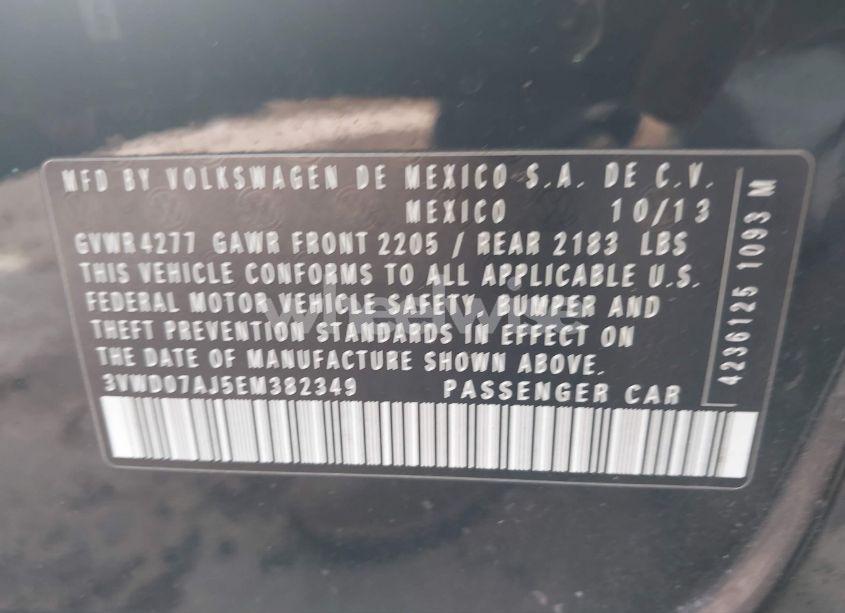 MFD BY VOLKSWAGEN DE MEXICO S.A. DE C.V.
MEXICO 10/13
GVWR 4277 GAWR FRONT 2205 / REAR 2183 LBS
THIS VEHICLE CONFORMS TO ALL APPLICABLE U.S.
FEDERAL MOTOR VEHICLE SAFETY, BUMPER AND
THEFT PREVENTION STANDARDS IN EFFECT ON
THE DATE OF MANUFACTURE SHOWN ABOVE.
3VWD07AJ5EM382349 PASSENGER CAR
4236125 1093 M